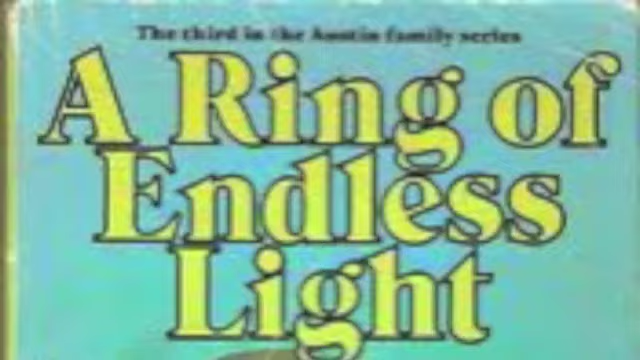 The third in the Austin family series
A Ring of
Endless
Light